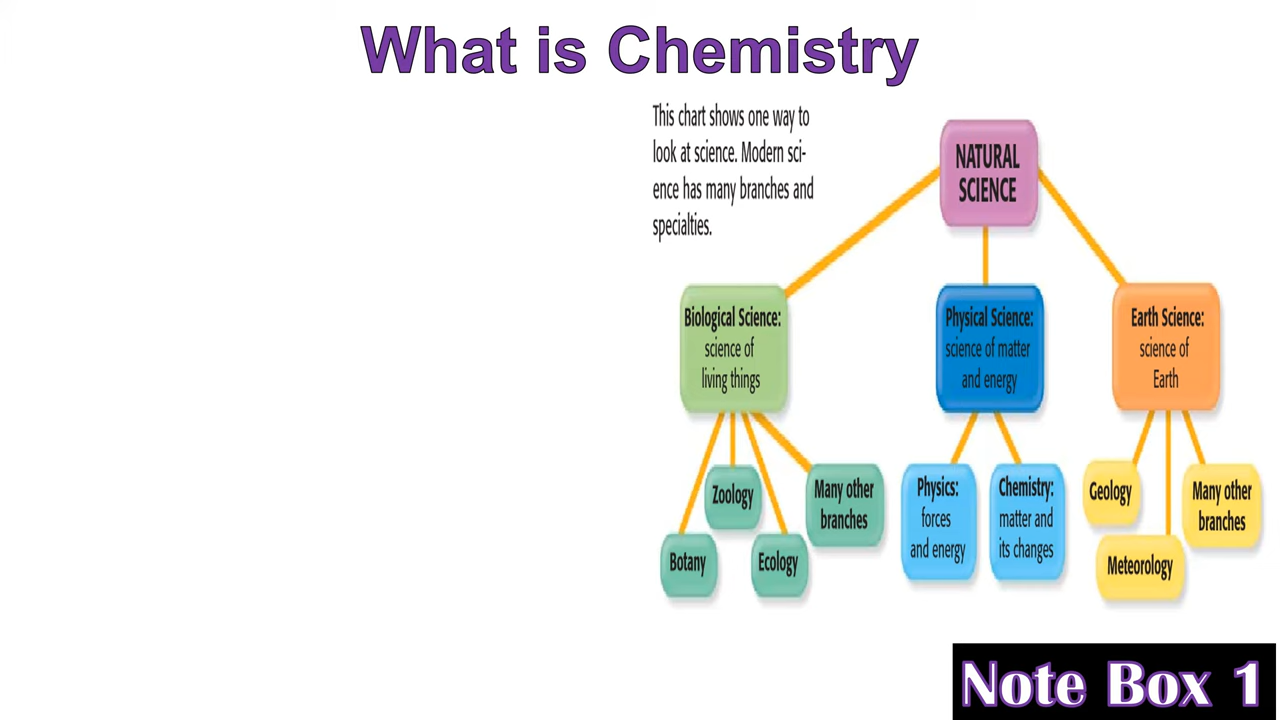 What is Chemistry
This chart shows one way to
look at science. Modern sci-
ence has many branches and
specialties.
NATURAL
SCIENCE
Biological Science:
science of
living things
Physical Science:
science of matter
and energy
Earth Science:
science of
Earth
Botany
Zoology
Ecology
Many other
branches
Physics:
forces
and energy
Chemistry:
matter and
its changes
Geology
Meteorology
Many other
branches
Note Box 1